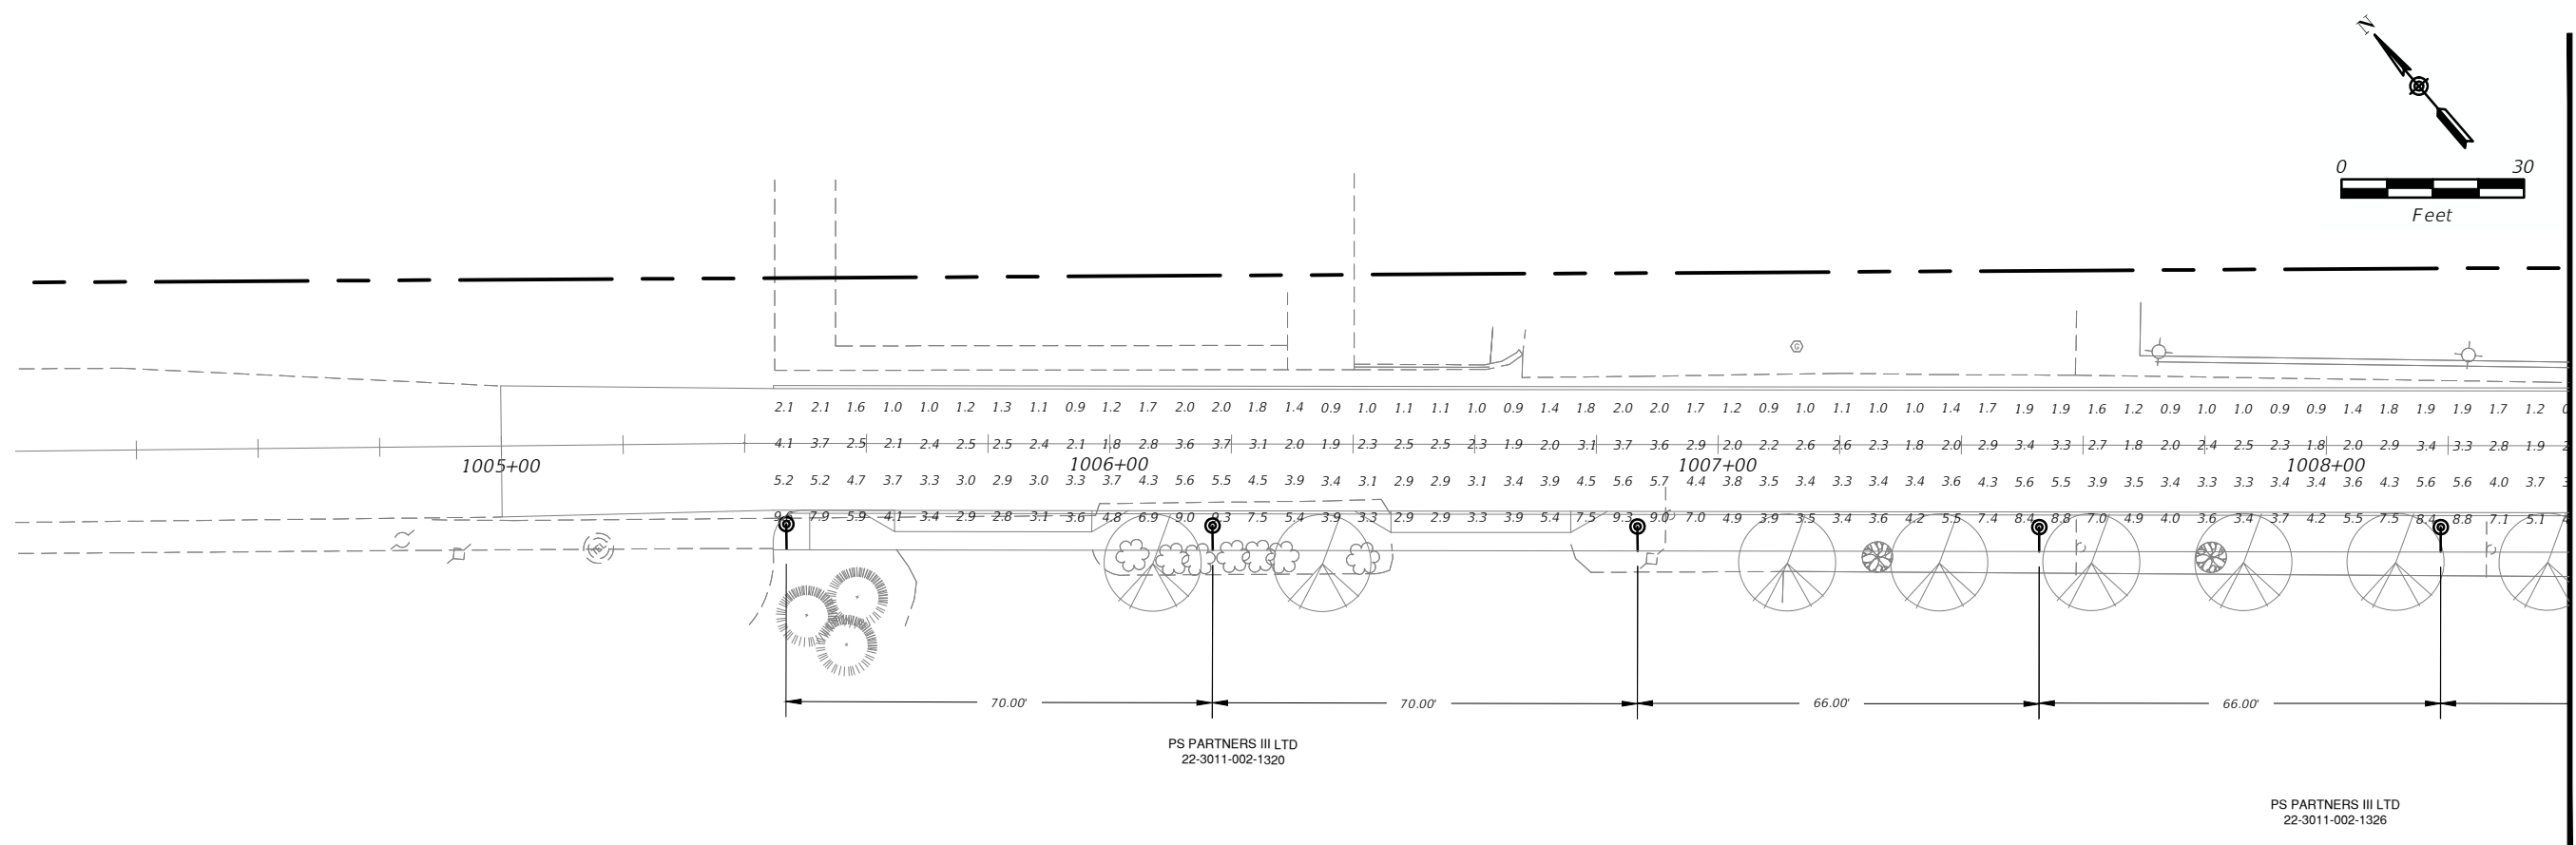 N
0 30
Feet
2.1 2.1 1.6 1.0 1.0 1.2 1.3 1.1 0.9 1.2 1.7 2.0 2.0 1.8 1.4 0.9 1.0 1.1 1.1 1.0 0.9 1.4 1.8 2.0 2.0 1.7 1.2 0.9 1.0 1.1 1.0 1.0 1.4 1.7 1.9 1.9 1.6 1.2 0.9 1.0 1.0 0.9 0.9 1.4 1.8 1.9 1.9 1.7 1.2
4.1 3.7 2.5 2.1 2.4 2.5 2.5 2.4 2.1 1.8 2.8 3.6 3.7 3.1 2.0 1.9 2.3 2.5 2.5 2.3 1.9 2.0 3.1 3.7 3.6 2.9 2.0 2.2 2.6 2.6 2.3 1.8 2.0 2.9 3.4 3.3 2.7 1.8 2.0 2.4 2.5 2.3 1.8 2.0 2.9 3.4 3.3 2.8 1.9
1005+00 1006+00 1007+00 1008+00
5.2 5.2 4.7 3.7 3.3 3.0 2.9 3.0 3.3 3.7 4.3 5.6 5.5 4.5 3.9 3.4 3.1 2.9 2.9 3.1 3.4 3.9 4.5 5.6 5.7 4.4 3.8 3.5 3.4 3.3 3.4 3.4 3.6 4.3 5.6 5.5 3.9 3.5 3.4 3.3 3.3 3.4 3.4 3.6 4.3 5.6 5.6 4.0 3.7
7.9 5.9 4.1 3.4 2.9 2.8 3.1 3.6 4.8 6.9 9.0 9.3 7.5 5.4 3.9 3.3 2.9 2.9 3.3 3.9 5.4 7.5 9.3 9.0 7.0 4.9 3.9 3.5 3.4 3.6 4.2 5.5 7.4 8.4 8.8 7.0 4.9 4.0 3.6 3.4 3.7 4.2 5.5 7.5 8.4 8.8 7.1 5.1
70.00' 70.00' 66.00' 66.00'
PS PARTNERS III LTD
22-3011-002-1320
PS PARTNERS III LTD
22-3011-002-1326